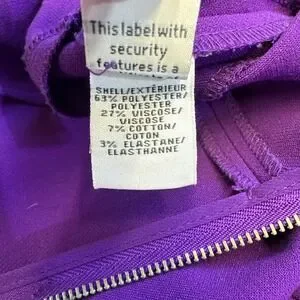 This label with
security
features is a
SHELL/EXTÉRIEUR
63% POLYESTER/
POLYESTER
27% VISCOSE/
VISCOSE
7% COTTON/
COTON
3% ELASTANE/
ELASTHANNE